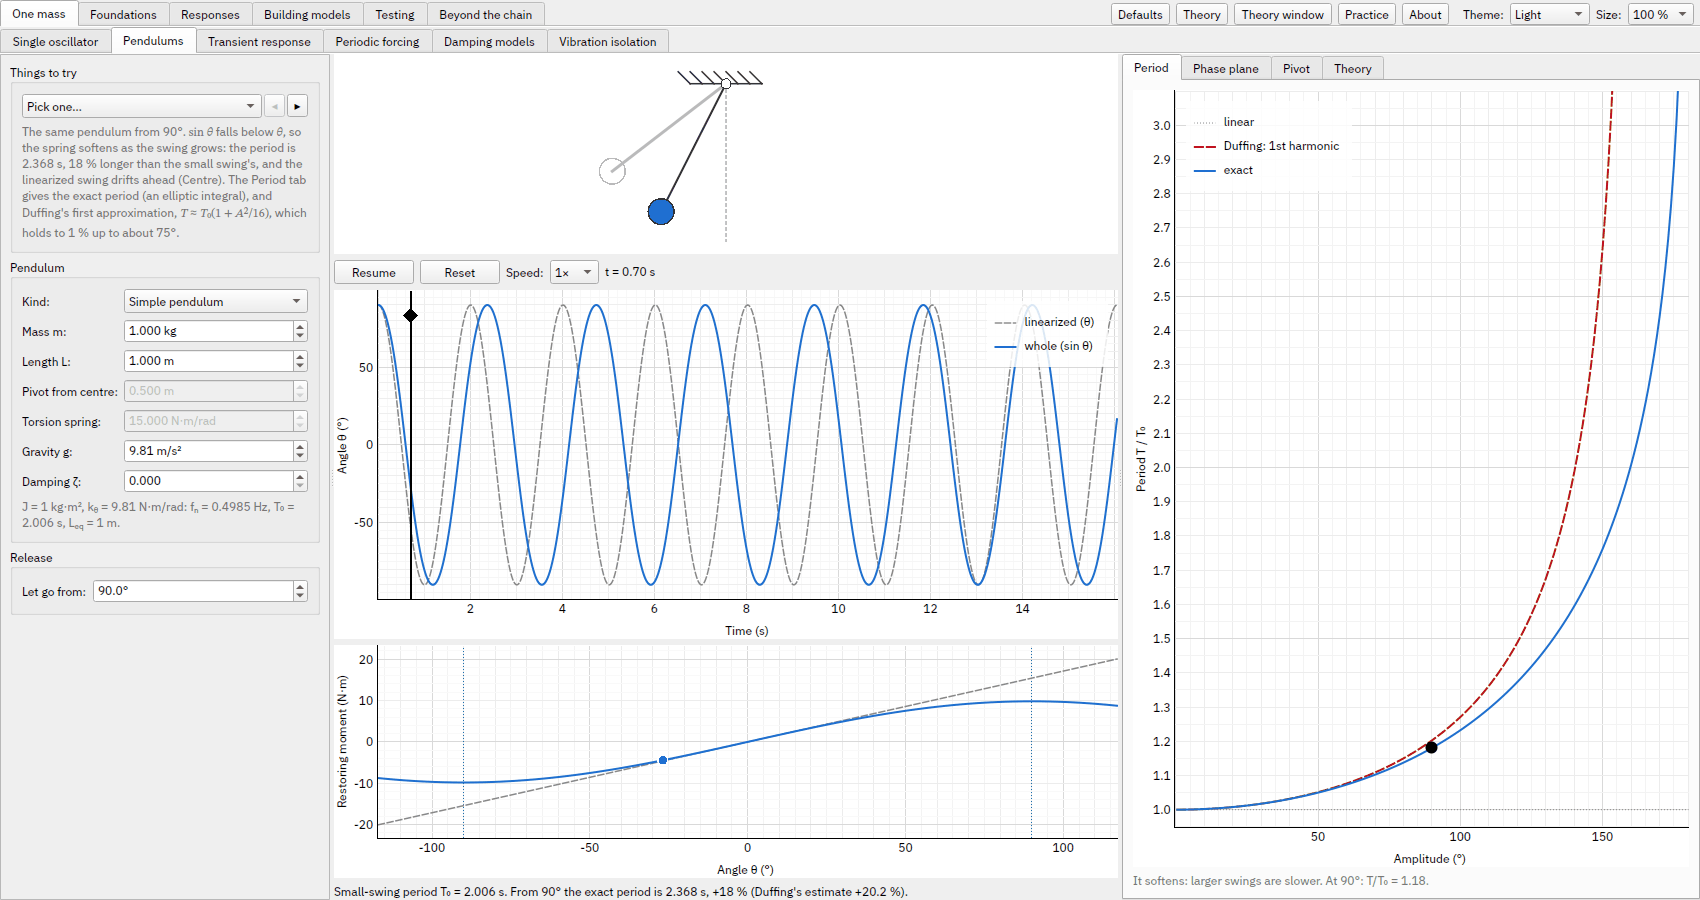 One mass
Foundations
Responses
Building models
Testing
Beyond the chain
Defaults
Theory
Theory window
Practice
About
Theme:
Light
Size:
100 %
Single oscillator
Pendulums
Transient response
Periodic forcing
Damping models
Vibration isolation
Things to try
Pick one...
The same pendulum from 90°. sin θ falls below θ, so
the spring softens as the swing grows: the period is
2.368 s, 18 % longer than the small swing's, and the
linearized swing drifts ahead (Centre). The Period tab
gives the exact period (an elliptic integral), and
Duffing's first approximation, T ≈ T₀(1 + A²/16), which
holds to 1 % up to about 75°.
Pendulum
Kind:
Simple pendulum
Mass m:
1.000 kg
Length L:
1.000 m
Pivot from centre:
0.500 m
Torsion spring:
15.000 N·m/rad
Gravity g:
9.81 m/s²
Damping ζ:
0.000
J = 1 kg·m², kθ = 9.81 N·m/rad: fₙ = 0.4985 Hz, T₀ =
2.006 s, Leq = 1 m.
Release
Let go from:
90.0°
Resume
Reset
Speed:
1×
t = 0.70 s
linearized (θ)
whole (sin θ)
50
0
-50
Angle θ (°)
2
4
6
8
10
12
14
Time (s)
20
10
0
-10
-20
Restoring moment (N·m)
-100
-50
0
50
100
Angle θ (°)
Small-swing period T₀ = 2.006 s. From 90° the exact period is 2.368 s, +18 % (Duffing's estimate +20.2 %).
Period
Phase plane
Pivot
Theory
linear
Duffing: 1st harmonic
exact
3.0
2.9
2.8
2.7
2.6
2.5
2.4
2.3
2.2
2.1
2.0
1.9
1.8
1.7
1.6
1.5
1.4
1.3
1.2
1.1
1.0
Period T / T₀
50
100
150
Amplitude (°)
It softens: larger swings are slower. At 90°: T/T₀ = 1.18.